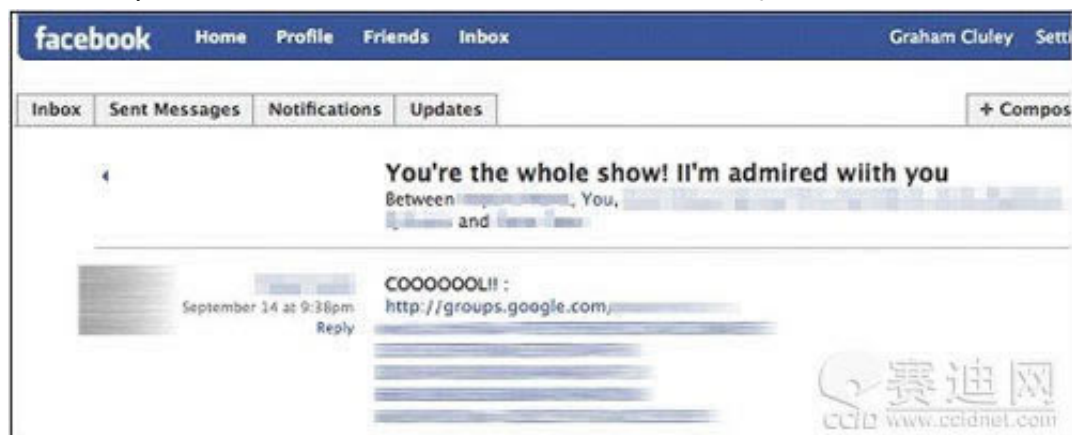 facebook Home Profile Friends Inbox Graham Cluley Setti
Inbox Sent Messages Notifications Updates + Compos
You're the whole show! II'm admired wiith you
Between , You,
and
COOOOOOL!! :
September 14 at 9:38pm http://groups.google.com/
Reply
赛迪网
CCID www.ccidnet.com